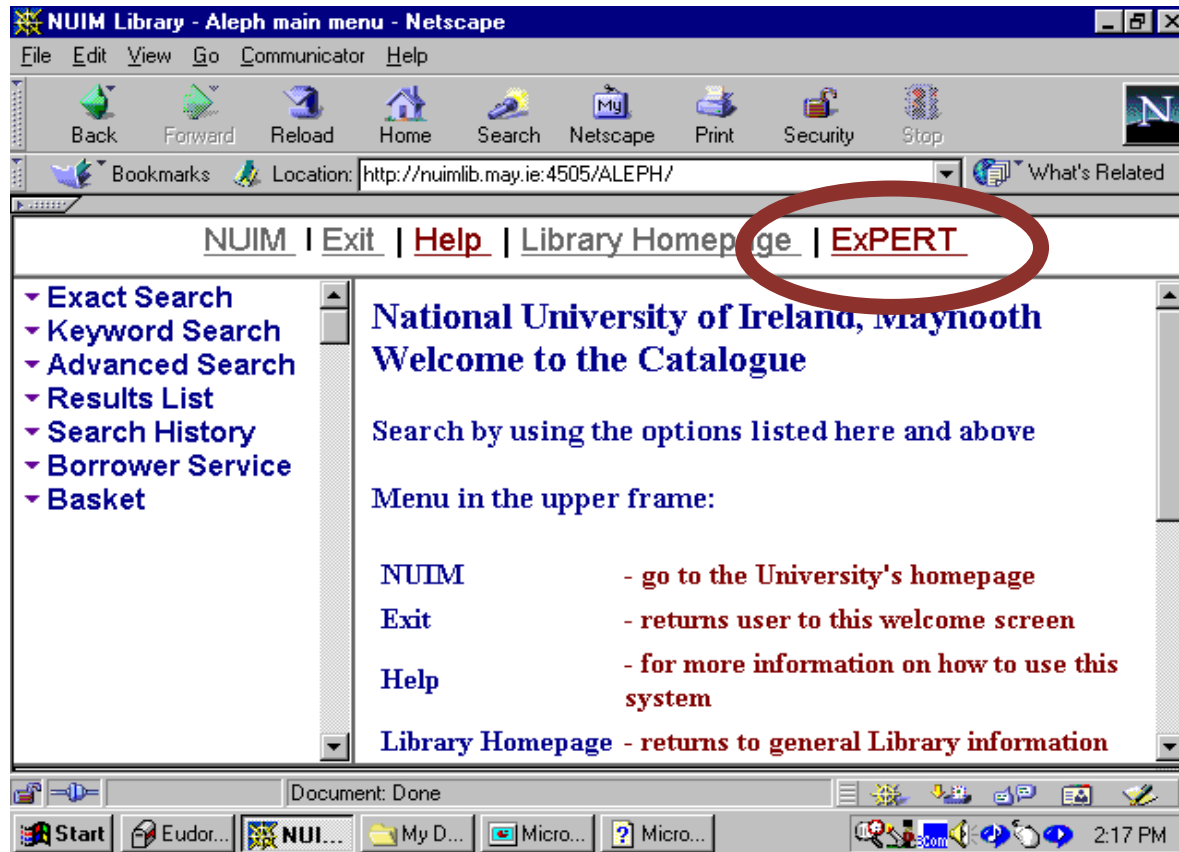 NUIM Library - Aleph main menu - Netscape
File Edit View Go Communicator Help
Back Forward Reload Home Search Netscape Print Security Stop
My
N
Bookmarks Location: http://nuimlib.may.ie:4505/ALEPH/ What's Related
NUIM | Exit | Help | Library Homepage | ExPERT
Exact Search
Keyword Search
Advanced Search
Results List
Search History
Borrower Service
Basket
National University of Ireland, Maynooth
Welcome to the Catalogue
Search by using the options listed here and above
Menu in the upper frame:
NUIM - go to the University's homepage
Exit - returns user to this welcome screen
Help - for more information on how to use this
system
Library Homepage - returns to general Library information
Document: Done
Start Eudor... NUI... My D... Micro... Micro... 3com 2:17 PM